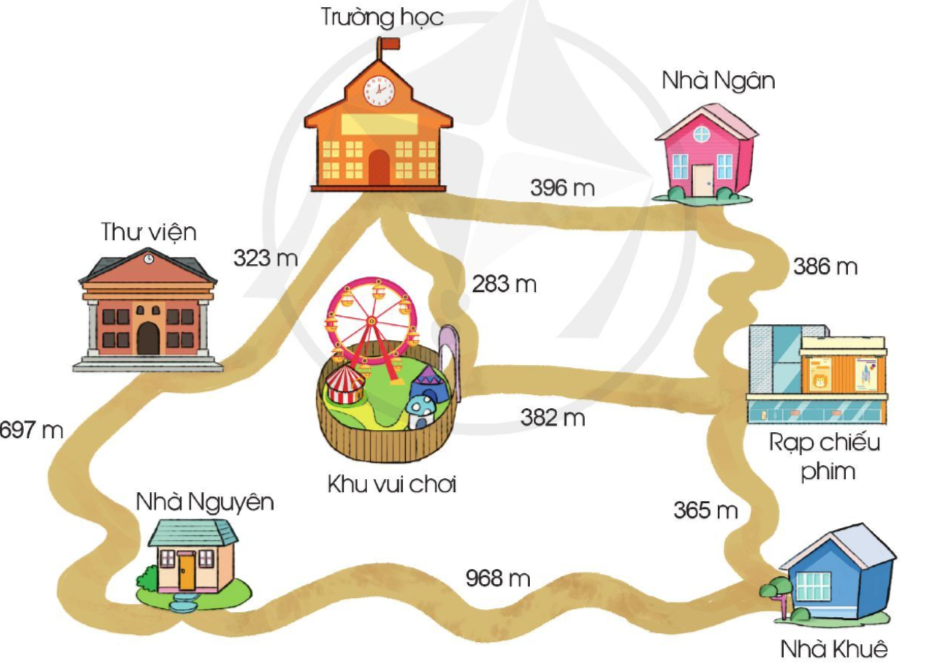 Trường học
Nhà Ngân
396 m
Thư viện
323 m
283 m
386 m
382 m
697 m
Rạp chiếu
phim
Khu vui chơi
Nhà Nguyên
365 m
968 m
Nhà Khuê